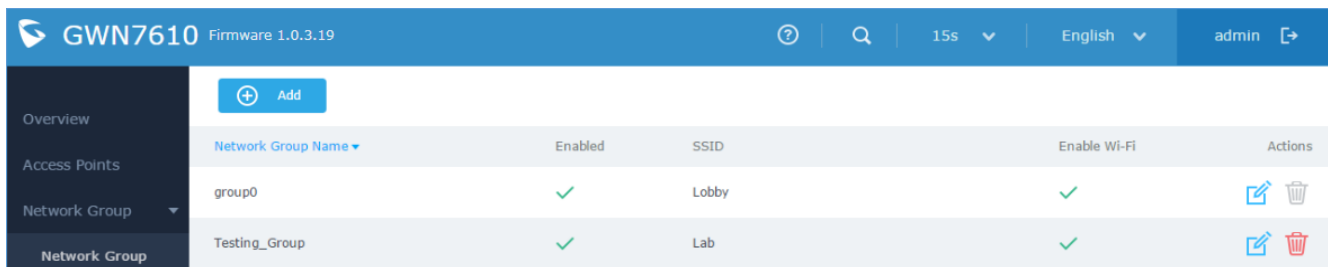 GWN7610 Firmware 1.0.3.19 15s English admin
Add
Overview
Network Group Name Enabled SSID Enable Wi-Fi Actions
Access Points
group0 Lobby
Network Group
Testing_Group Lab
Network Group